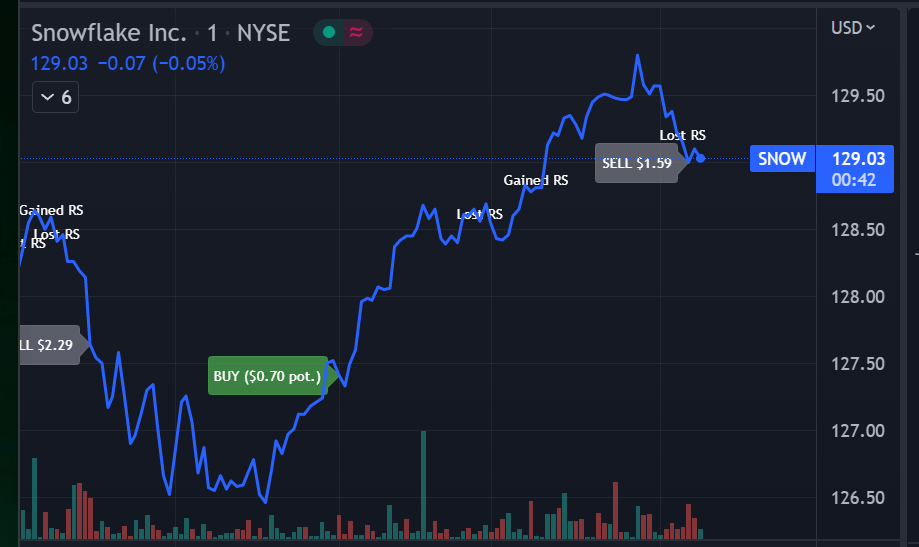 Snowflake Inc. · 1 · NYSE
129.03 −0.07 (−0.05%)
6
USD
129.50
Lost RS
SELL $1.59
SNOW 129.03
00:42
Gained RS
Gained RS
Lost RS
Lost RS
RS
128.50
128.00
LL $2.29
127.50
BUY ($0.70 pot.)
127.00
126.50